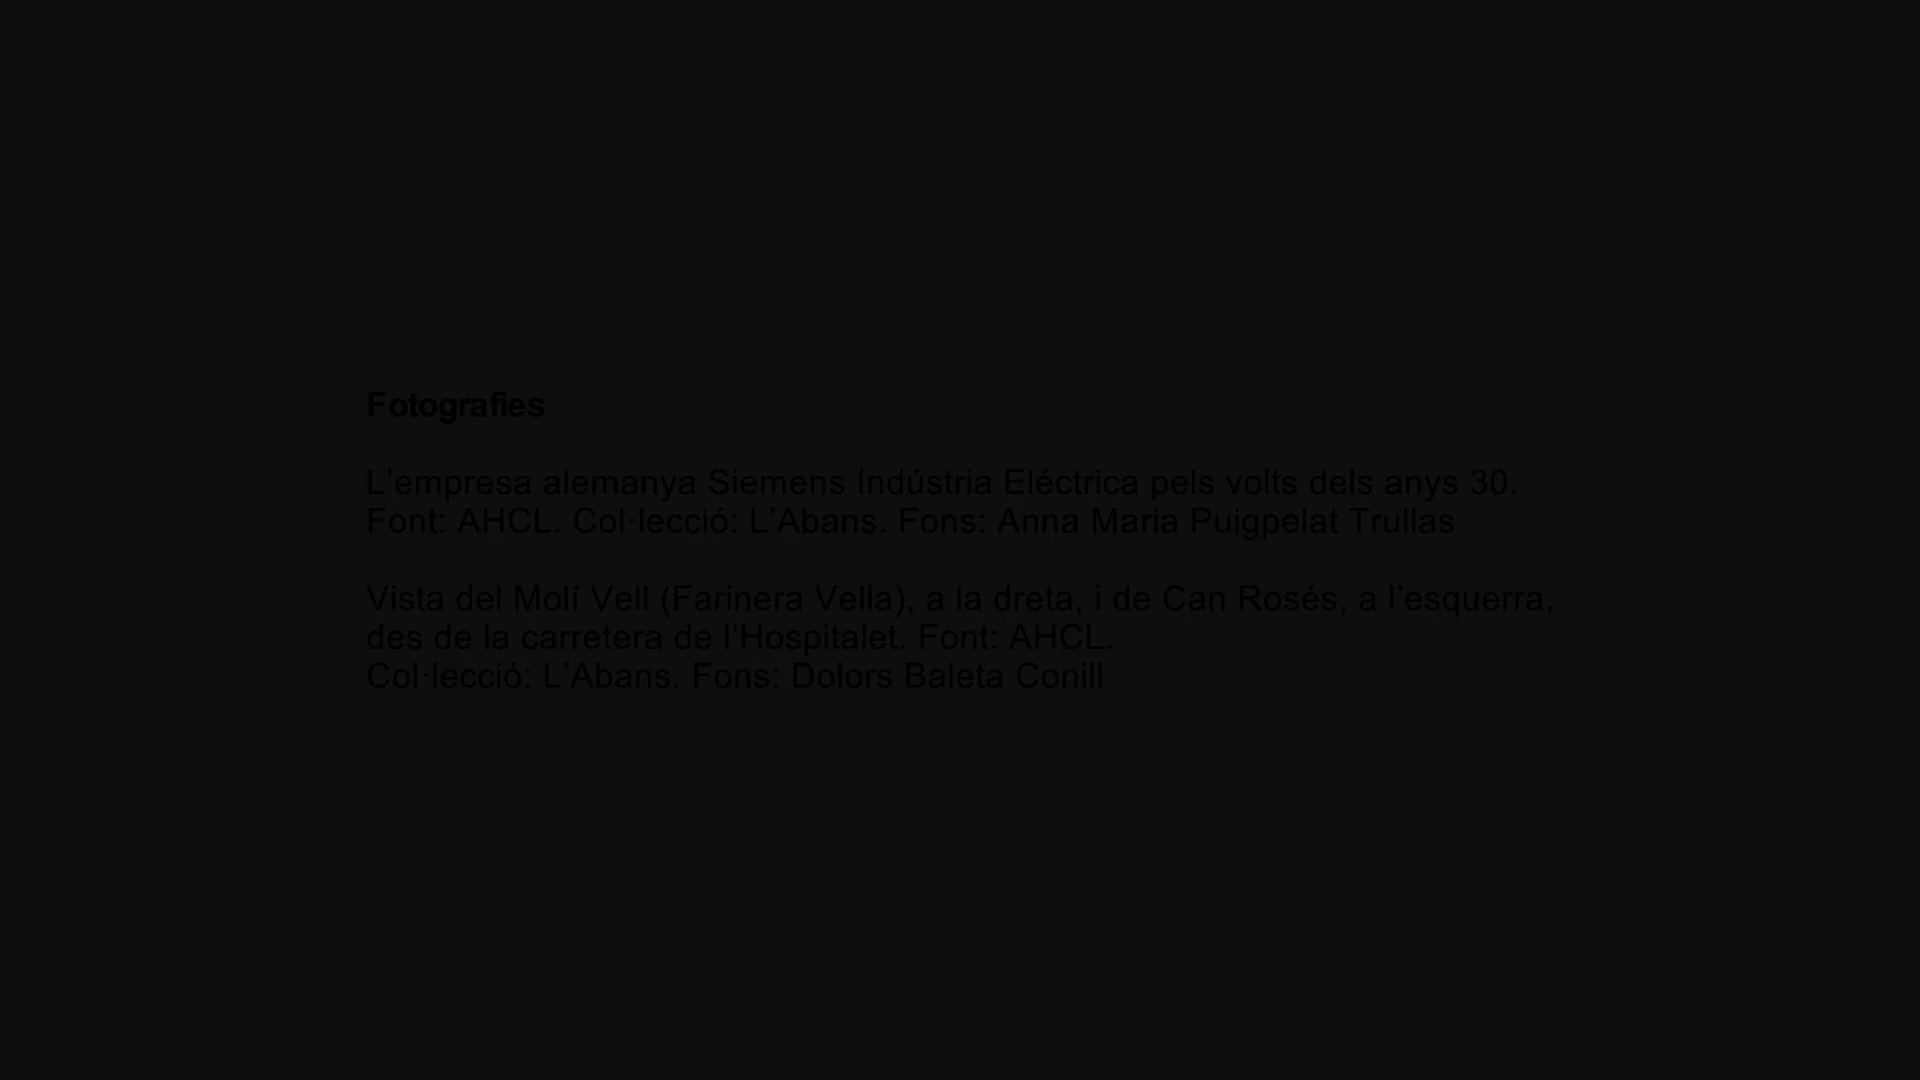 Fotografies
L’empresa alemanya Siemens Indústria Eléctrica pels volts dels anys 30.
Font: AHCL. Col·lecció: L’Abans. Fons: Anna Maria Puigpelat Trullas
Vista del Molí Vell (Farinera Vella), a la dreta, i de Can Rosés, a l’esquerra,
des de la carretera de l’Hospitalet. Font: AHCL.
Col·lecció: L’Abans. Fons: Dolors Baleta Conill